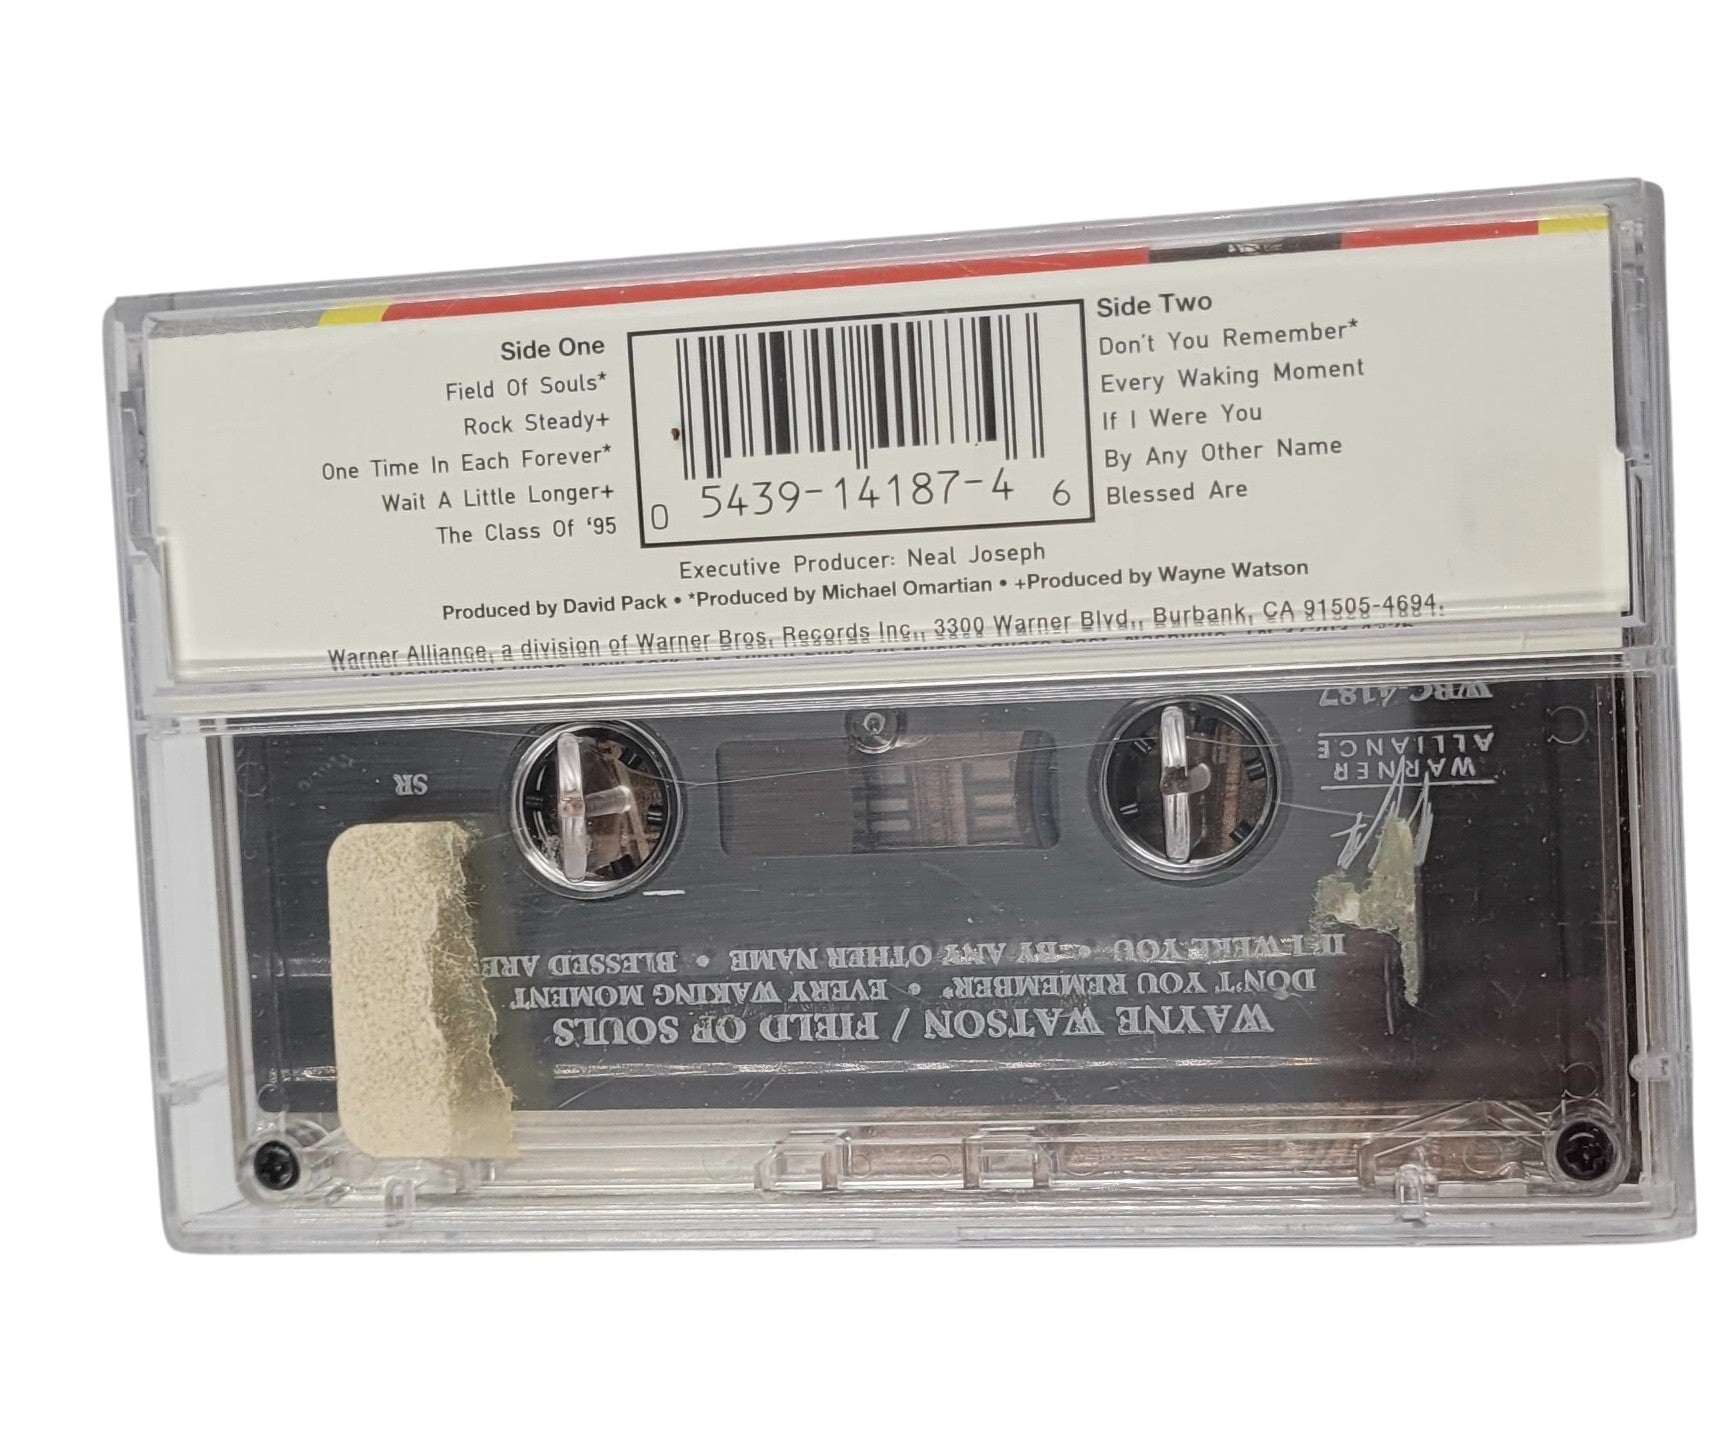 Side One
Field Of Souls*
Rock Steady+
One Time In Each Forever*
Wait A Little Longer+
The Class Of ‘95
0 5439-14187-4 6
Side Two
Don't You Remember*
Every Waking Moment
If I Were You
By Any Other Name
Blessed Are
Executive Producer: Neal Joseph
Produced by David Pack • *Produced by Michael Omartian • +Produced by Wayne Watson
Warner Alliance, a division of Warner Bros. Records Inc., 3300 Warner Blvd., Burbank, CA 91505-4694.
WAYNE WATSON / FIELD OF SOULS
DON'T YOU REMEMBER* • EVERY WAKING MOMENT
IF I WERE YOU • BY ANY OTHER NAME • BLESSED ARE
WARNER
ALLIANCE
WBC 4187
SR